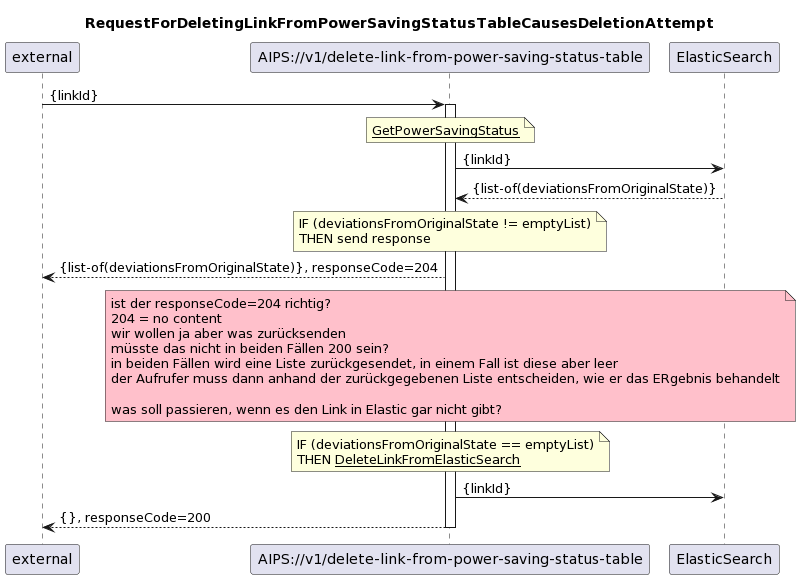 RequestForDeletingLinkFromPowerSavingStatusTableCausesDeletionAttempt
external
AIPS://v1/delete-link-from-power-saving-status-table
ElasticSearch
{linkId}
GetPowerSavingStatus
{linkId}
{list-of(deviationsFromOriginalState)}
IF (deviationsFromOriginalState != emptyList)
THEN send response
{list-of(deviationsFromOriginalState)}, responseCode=204
ist der responseCode=204 richtig?
204 = no content
wir wollen ja aber was zurücksenden
müsste das nicht in beiden Fällen 200 sein?
in beiden Fällen wird eine Liste zurückgesendet, in einem Fall ist diese aber leer
der Aufrufer muss dann anhand der zurückgegebenen Liste entscheiden, wie er das ERgebnis behandelt
was soll passieren, wenn es den Link in Elastic gar nicht gibt?
IF (deviationsFromOriginalState == emptyList)
THEN DeleteLinkFromElasticSearch
{linkId}
{}, responseCode=200
external
AIPS://v1/delete-link-from-power-saving-status-table
ElasticSearch